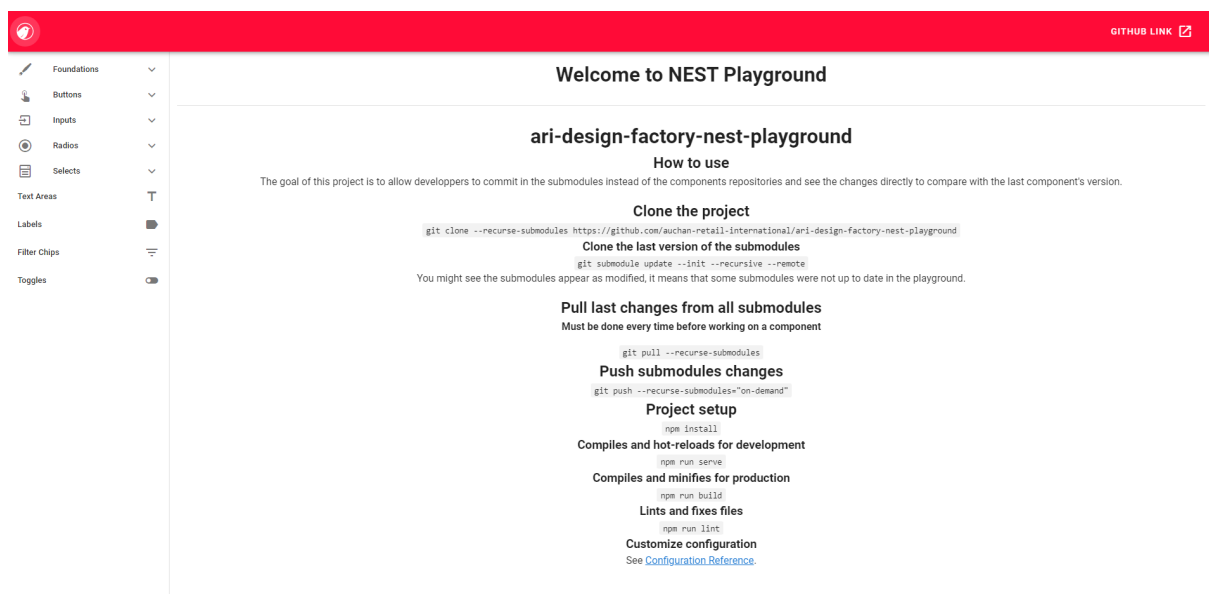 GITHUB LINK
Foundations
Buttons
Inputs
Radios
Selects
Text Areas
Labels
Filter Chips
Toggles
Welcome to NEST Playground
ari-design-factory-nest-playground
How to use
The goal of this project is to allow developpers to commit in the submodules instead of the components repositories and see the changes directly to compare with the last component's version.
Clone the project
git clone --recurse-submodules https://github.com/auchan-retail-international/ari-design-factory-nest-playground
Clone the last version of the submodules
git submodule update --init --recursive --remote
You might see the submodules appear as modified, it means that some submodules were not up to date in the playground.
Pull last changes from all submodules
Must be done every time before working on a component
git pull --recurse-submodules
Push submodules changes
git push --recurse-submodules="on-demand"
Project setup
npm install
Compiles and hot-reloads for development
npm run serve
Compiles and minifies for production
npm run build
Lints and fixes files
npm run lint
Customize configuration
See Configuration Reference.